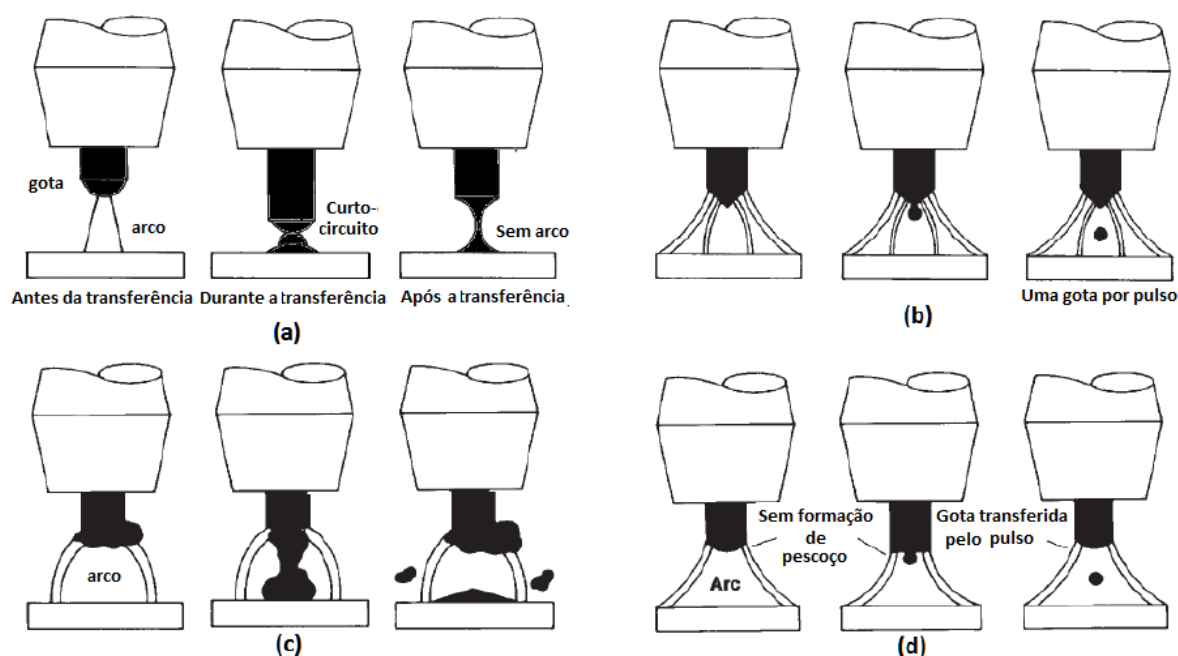 gota
arco
Curto-
circuito
Sem arco
Antes da transferência
Durante a transferência
Após a transferência
(a)
Uma gota por pulso
(b)
arco
(c)
Sem formação
de
pescoço
Gota transferida
pelo pulso
Arc
(d)